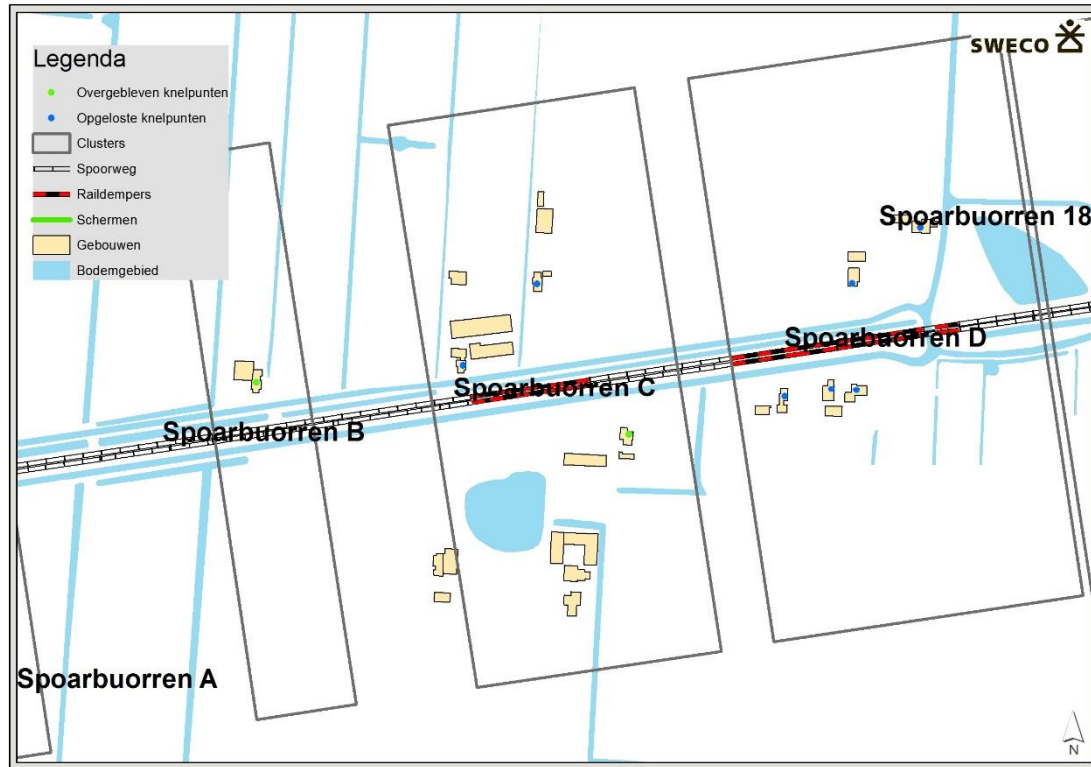 SWECO
Legenda
Overgebleven knelpunten
Opgeloste knelpunten
Clusters
Spoorweg
Raildempers
Schermen
Gebouwen
Bodemgebied
Spoarbuorren 18
Spoarbuorren D
Spoarbuorren C
Spoarbuorren B
Spoarbuorren A
N